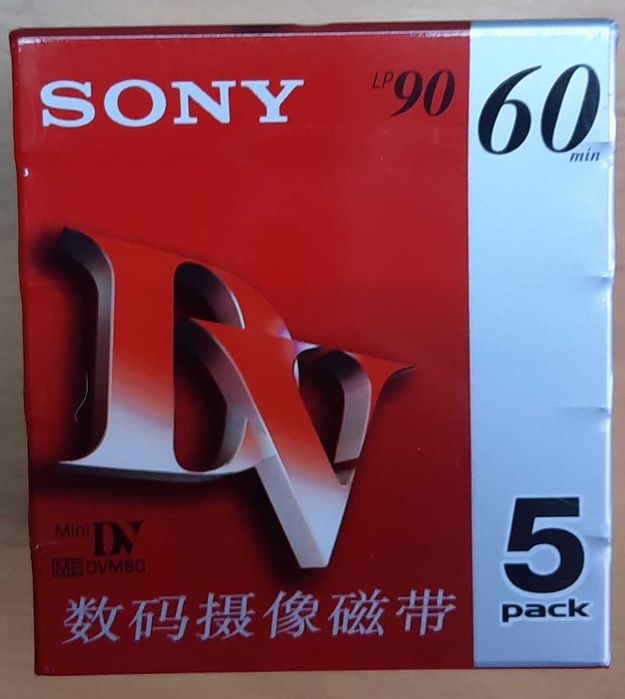 SONY
LP 90
60 min
DV
Mini DV
ME DVM60
数码摄像磁带
5
pack